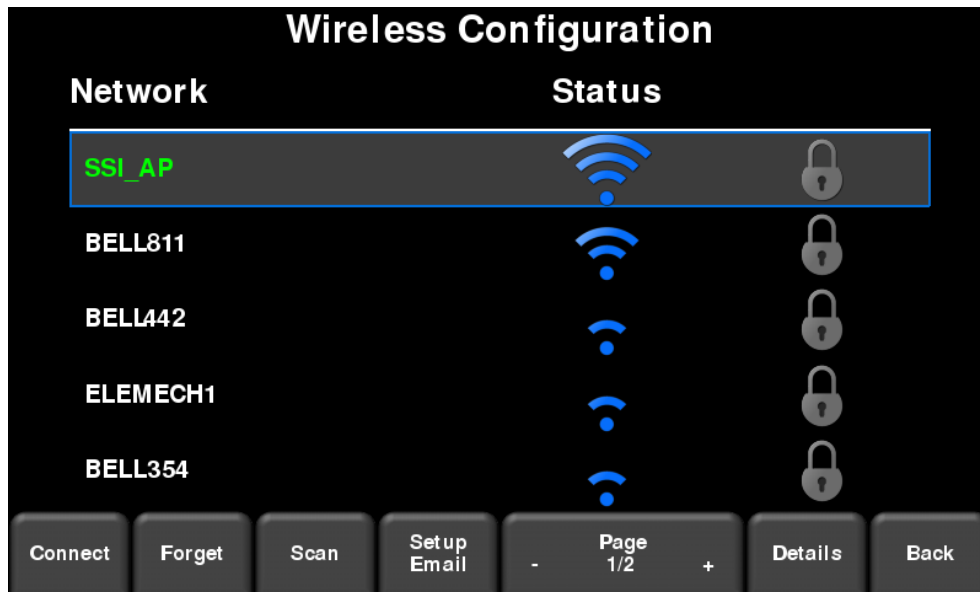 Wireless Configuration
Network Status
SSI_AP
BELL811
BELL442
ELEMECH1
BELL354
Connect Forget Scan Setup Email - Page 1/2 + Details Back